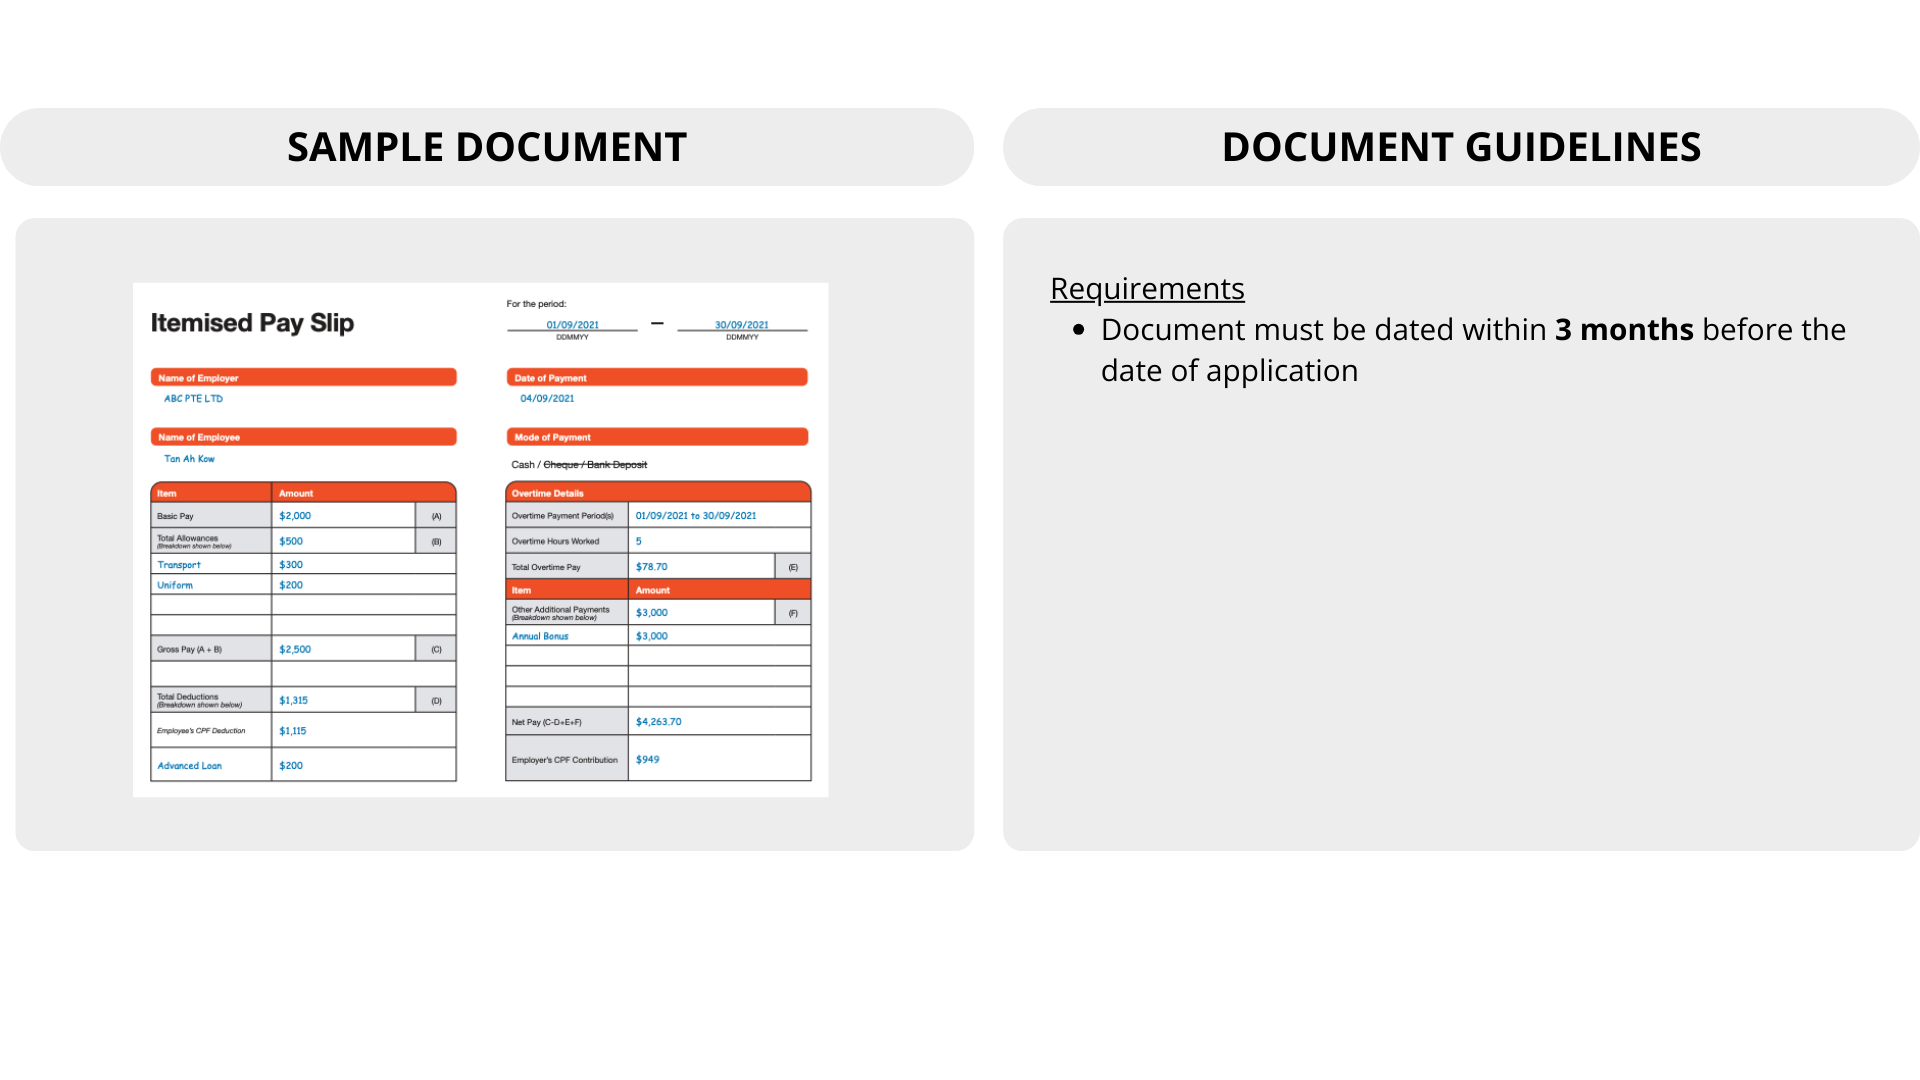 SAMPLE DOCUMENT
Itemised Pay Slip
For the period:
01/09/2021 — 30/09/2021
DDMMYY DDMMYY
Name of Employer
ABC PTE LTD
Name of Employee
Tan Ah Kow
Date of Payment
04/09/2021
Mode of Payment
Cash / Cheque / Bank Deposit
Item Amount
Basic Pay $2,000 (A)
Total Allowances $500 (B)
(Breakdown shown below)
Transport $300
Uniform $200
Gross Pay (A + B) $2,500 (C)
Total Deductions $1,315 (D)
(Breakdown shown below)
Employee's CPF Deduction $1,115
Advanced Loan $200
Overtime Details
Overtime Payment Period(s) 01/09/2021 to 30/09/2021
Overtime Hours Worked 5
Total Overtime Pay $78.70 (E)
Item Amount
Other Additional Payments $3,000 (F)
(Breakdown shown below)
Annual Bonus $3,000
Net Pay (C-D+E+F) $4,263.70
Employer's CPF Contribution $949
DOCUMENT GUIDELINES
Requirements
• Document must be dated within 3 months before the
date of application